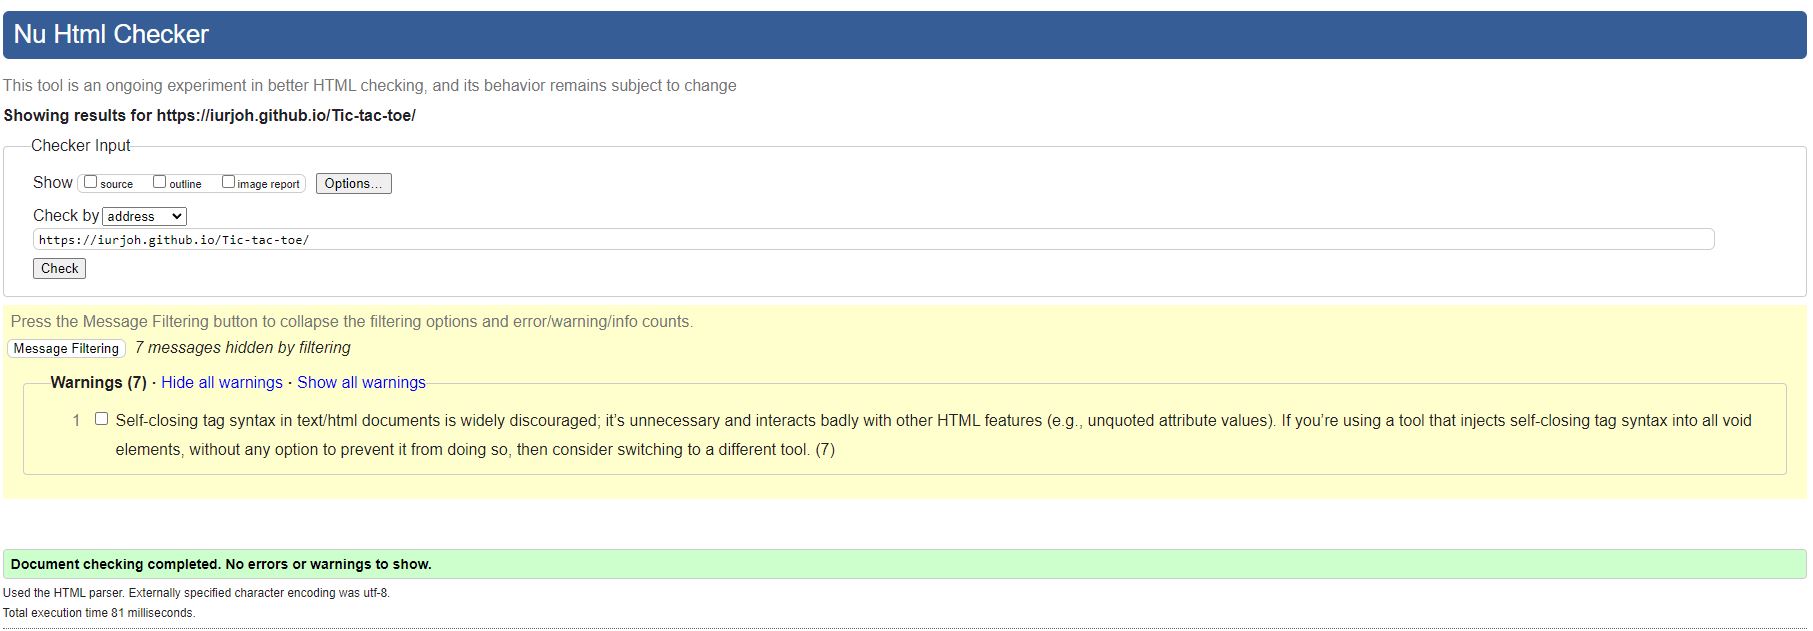 Nu Html Checker
This tool is an ongoing experiment in better HTML checking, and its behavior remains subject to change
Showing results for https://iurjoh.github.io/Tic-tac-toe/
Checker Input
Show source outline image report Options...
Check by address
https://iurjoh.github.io/Tic-tac-toe/
Check
Press the Message Filtering button to collapse the filtering options and error/warning/info counts.
Message Filtering 7 messages hidden by filtering
Warnings (7) · Hide all warnings · Show all warnings
1 Self-closing tag syntax in text/html documents is widely discouraged; it’s unnecessary and interacts badly with other HTML features (e.g., unquoted attribute values). If you’re using a tool that injects self-closing tag syntax into all void
elements, without any option to prevent it from doing so, then consider switching to a different tool. (7)
Document checking completed. No errors or warnings to show.
Used the HTML parser. Externally specified character encoding was utf-8.
Total execution time 81 milliseconds.